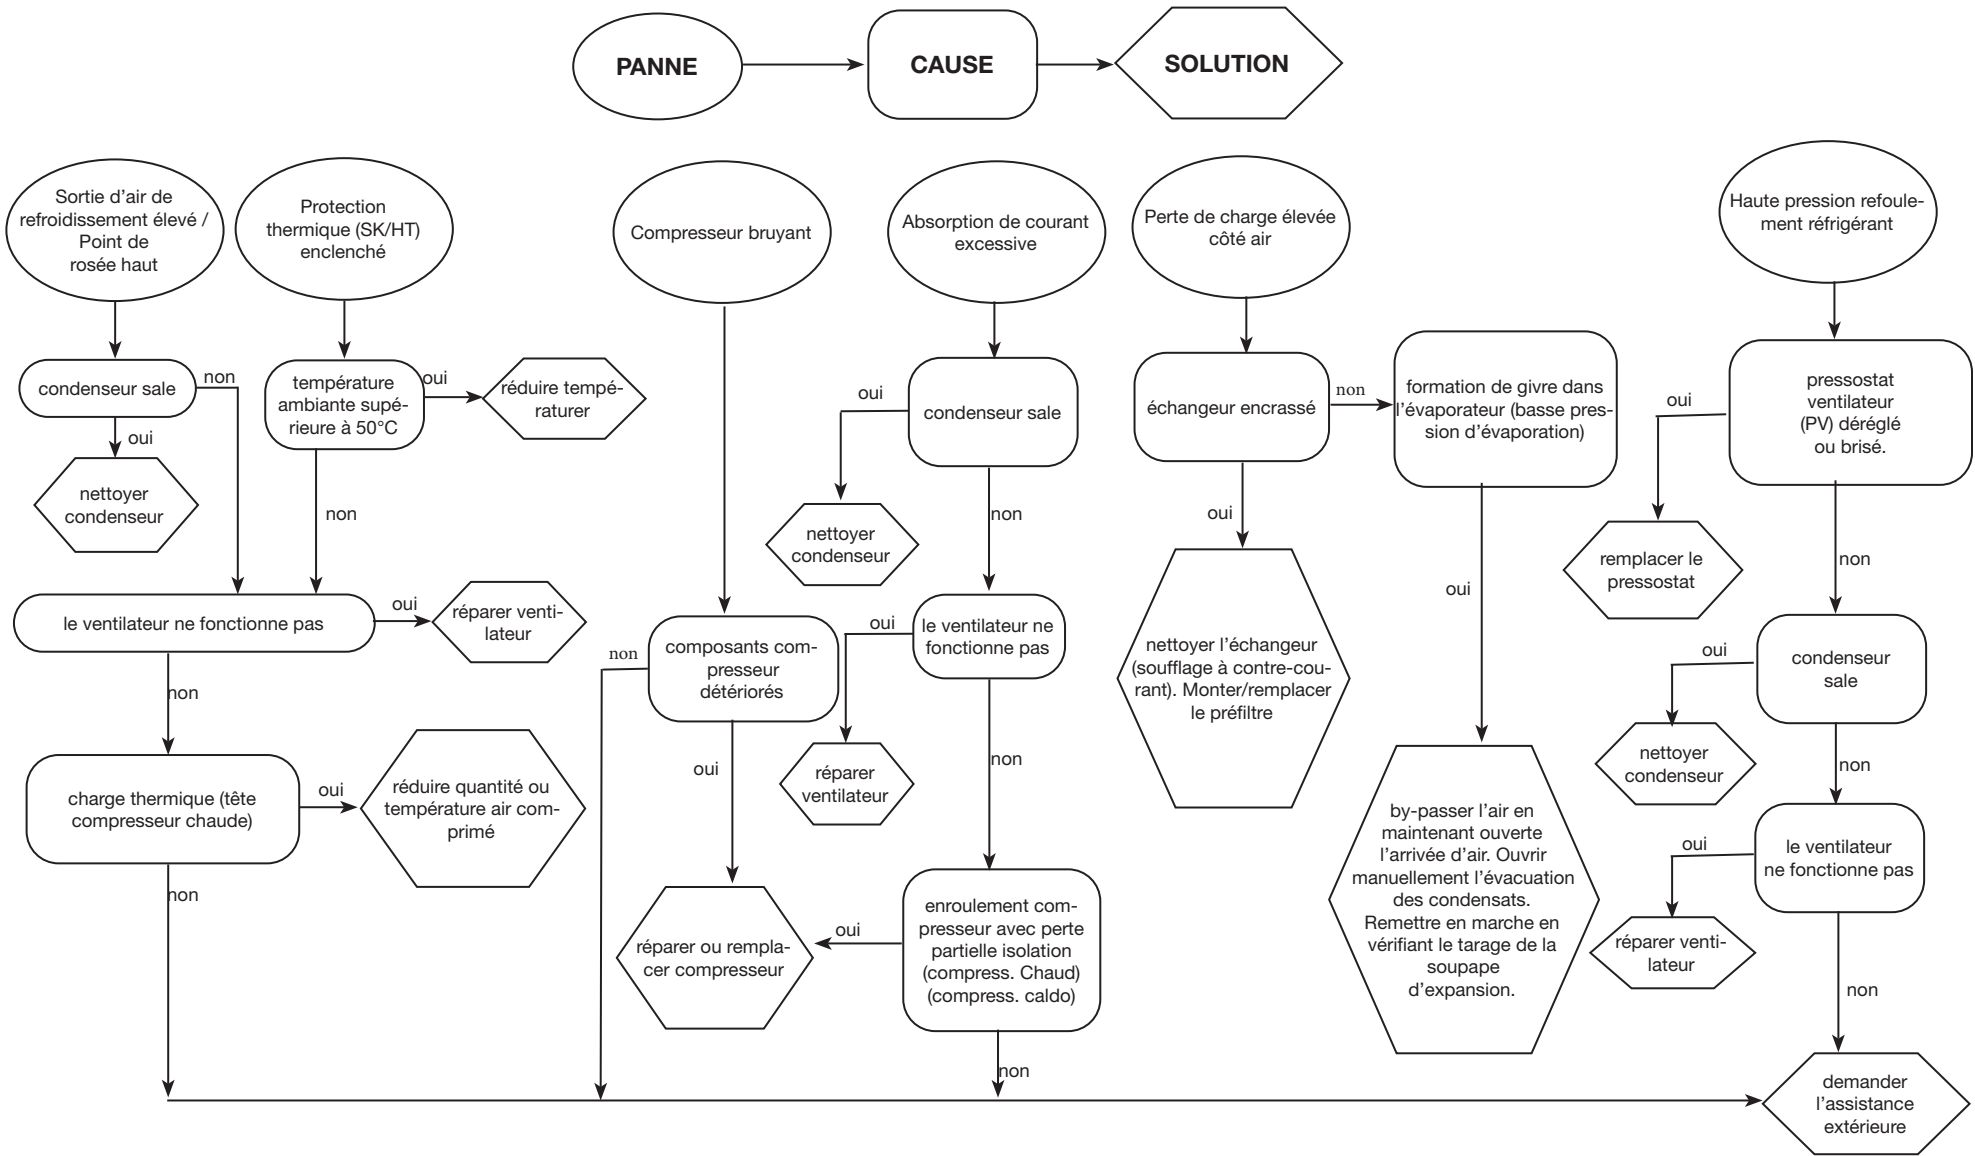 PANNE
CAUSE
SOLUTION
Sortie d'air de
refroidissement élevé /
Point de
rosée haut
Protection
thermique (SK/HT)
enclenché
Compresseur bruyant
Absorption de courant
excessive
Perte de charge élevée
côté air
Haute pression refoule-
ment réfrigérant
condenseur sale
non
oui
nettoyer
condenseur
température
ambiante supé-
rieure à 50°C
oui
réduire tempé-
raturer
non
le ventilateur ne fonctionne pas
oui
réparer venti-
lateur
non
charge thermique (tête
compresseur chaude)
oui
réduire quantité ou
température air com-
primé
non
composants com-
presseur
détériorés
non
oui
réparer ou rempla-
cer compresseur
condenseur sale
oui
nettoyer
condenseur
non
le ventilateur ne
fonctionne pas
oui
réparer
ventilateur
non
enroulement com-
presseur avec perte
partielle isolation
(compress. Chaud)
(compress. caldo)
oui
non
échangeur encrassé
non
oui
nettoyer l'échangeur
(soufflage à contre-cou-
rant). Monter/remplacer
le préfiltre
formation de givre dans
l'évaporateur (basse pres-
sion d'évaporation)
oui
by-passer l'air en
maintenant ouverte
l'arrivée d'air. Ouvrir
manuellement l'évacuation
des condensats.
Remettre en marche en
vérifiant le tarage de la
soupape
d'expansion.
pressostat
ventilateur
(PV) déréglé
ou brisé.
oui
remplacer le
pressostat
non
condenseur
sale
oui
nettoyer
condenseur
non
le ventilateur
ne fonctionne pas
oui
réparer venti-
lateur
non
demander
l'assistance
extérieure